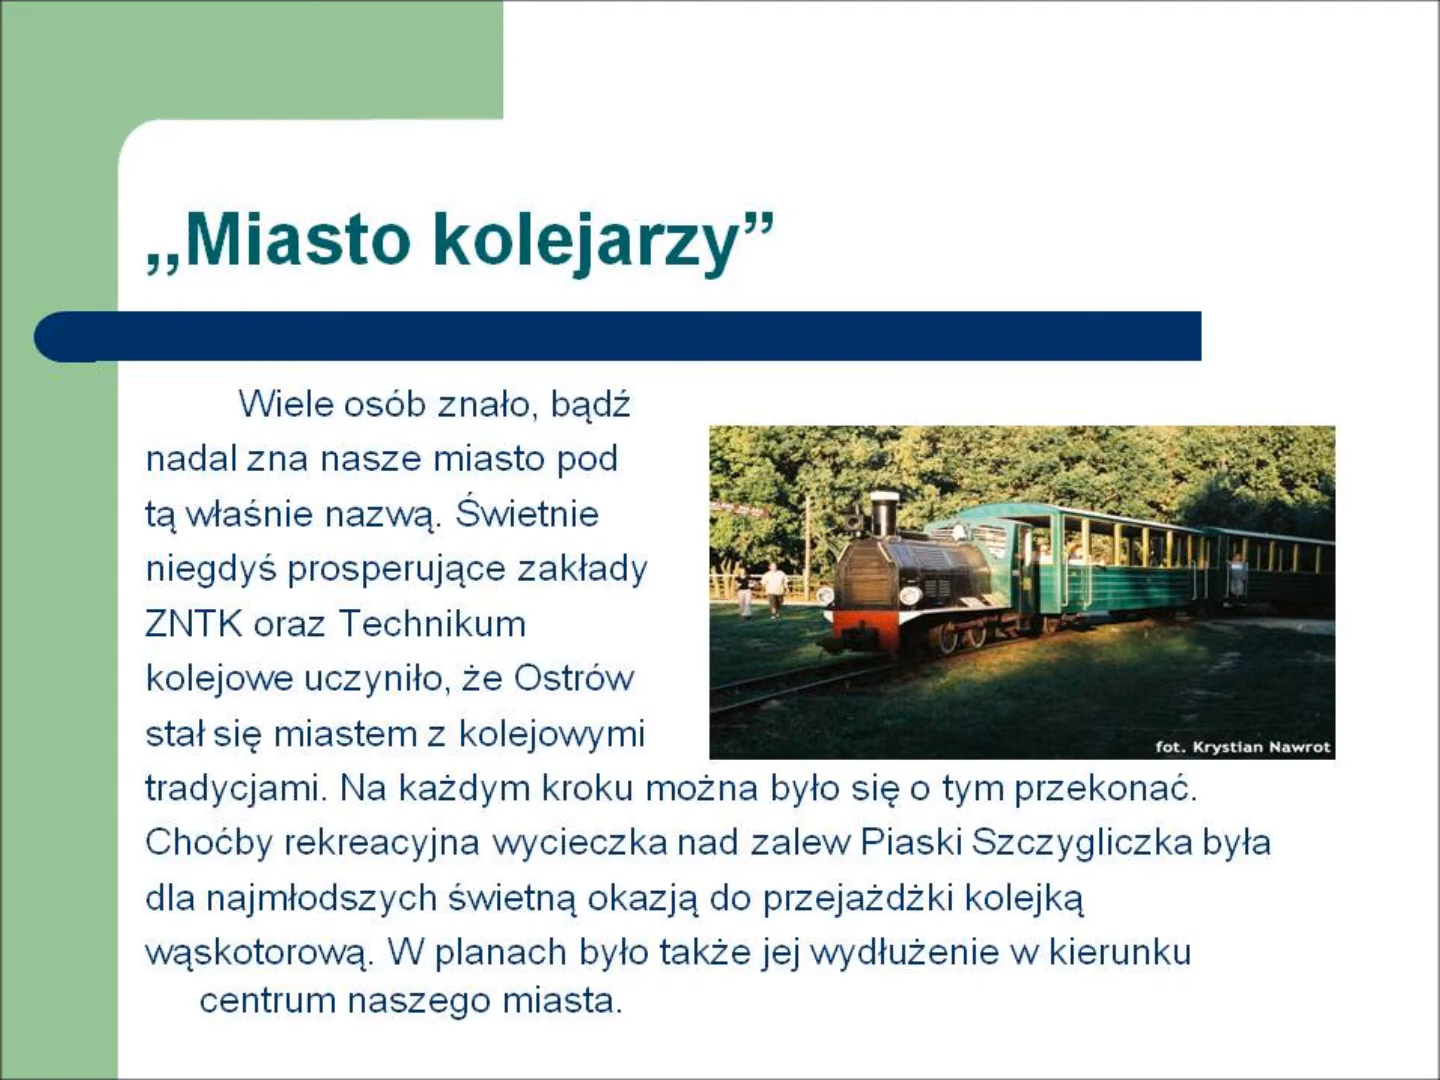 ,,Miasto kolejarzy”
Wiele osób znało, bądź
nadal zna nasze miasto pod
tą właśnie nazwą. Świetnie
niegdyś prosperujące zakłady
ZNTK oraz Technikum
kolejowe uczyniło, że Ostrów
stał się miastem z kolejowymi
tradycjami. Na każdym kroku można było się o tym przekonać.
Choćby rekreacyjna wycieczka nad zalew Piaski Szczygliczka była
dla najmłodszych świetną okazją do przejażdżki kolejką
wąskotorową. W planach było także jej wydłużenie w kierunku
centrum naszego miasta.
fot. Krystian Nawrot